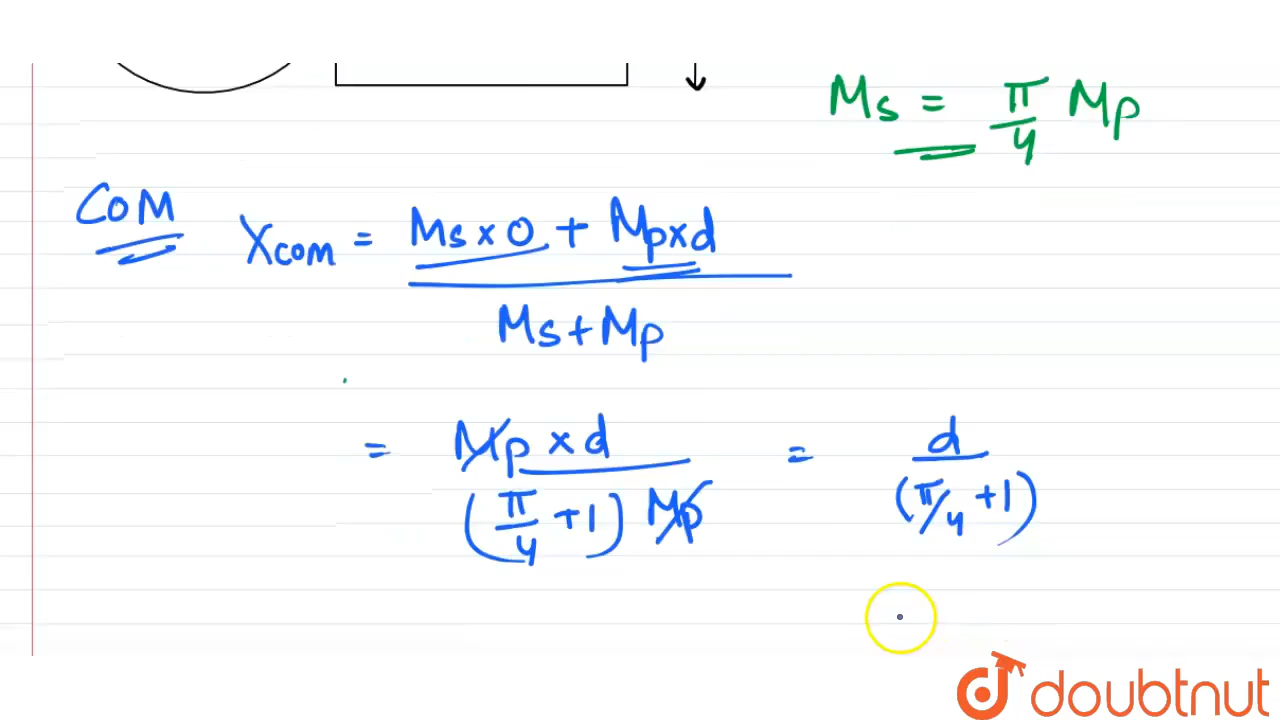 Ms = π/4 Mp
COM Xcom = (Ms x 0 + Mp x d) / (Ms + Mp)
= (Mp x d) / ((π/4 + 1) Mp) = d / (π/4 + 1)
doubtnut